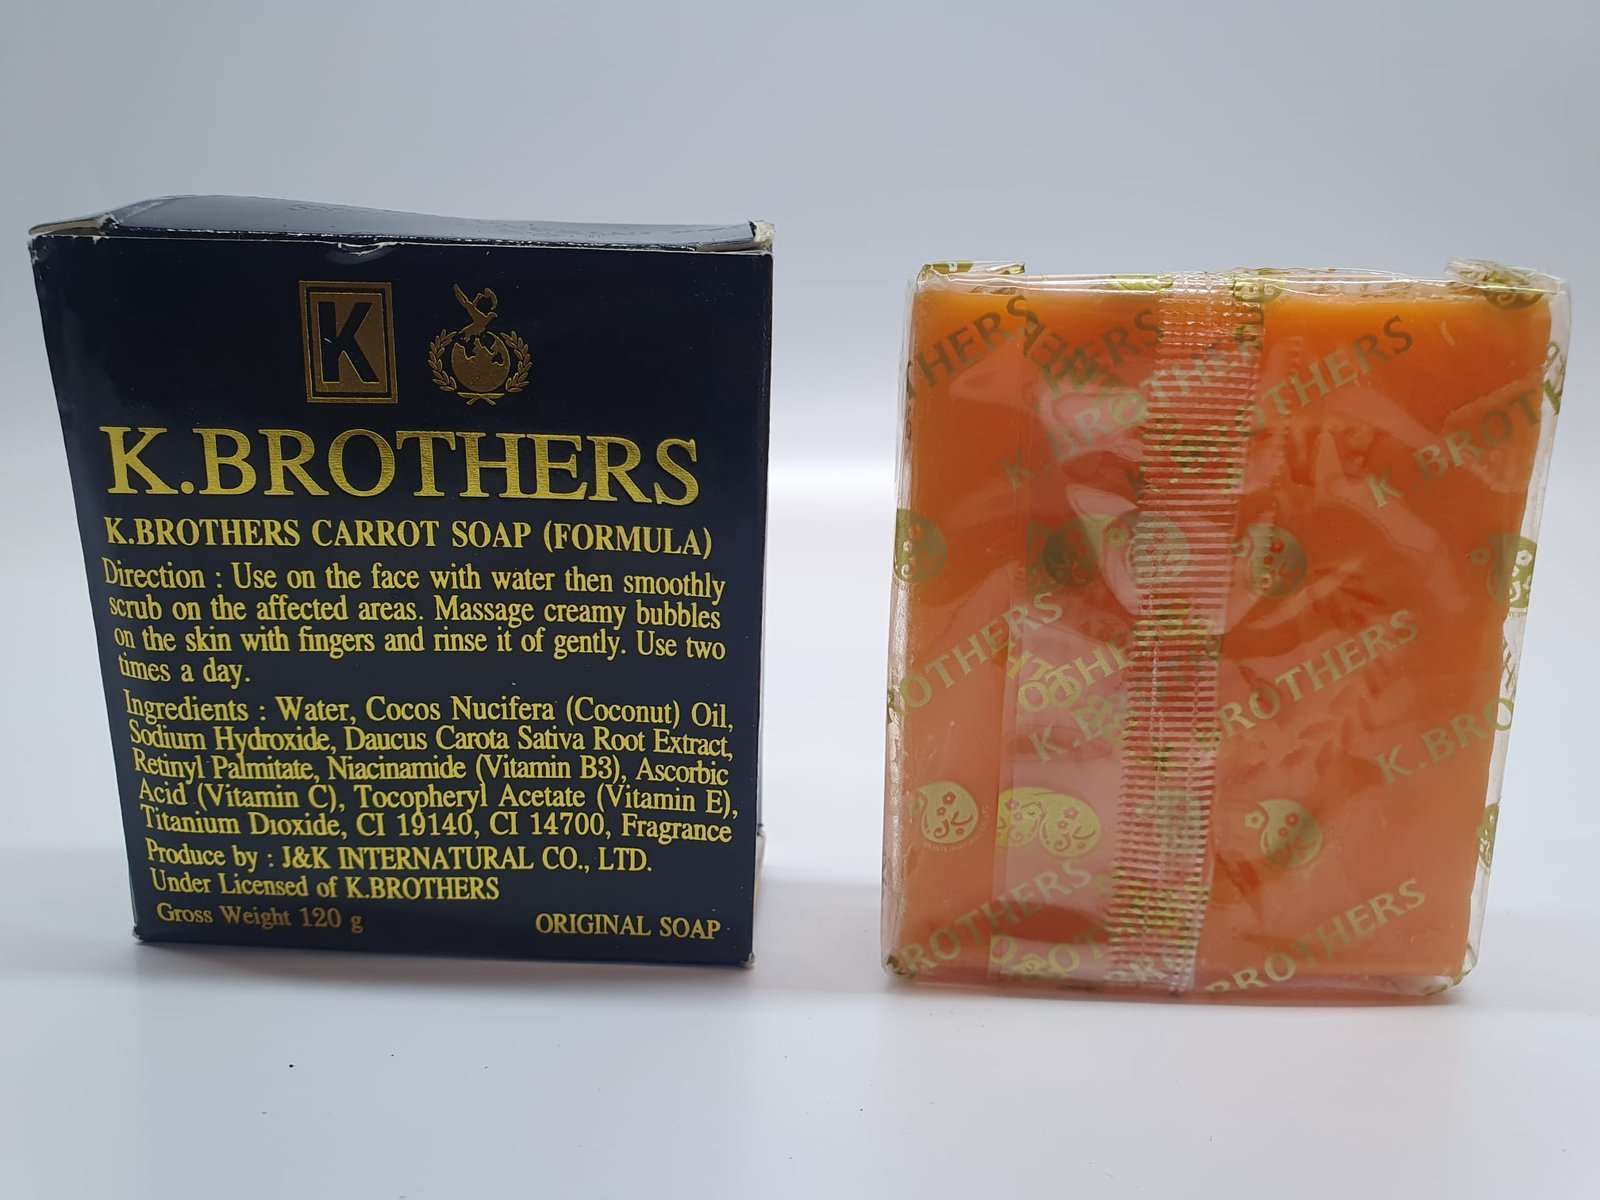 K
K.BROTHERS
K.BROTHERS CARROT SOAP (FORMULA)
Direction : Use on the face with water then smoothly
scrub on the affected areas. Massage creamy bubbles
on the skin with fingers and rinse it of gently. Use two
times a day.
Ingredients : Water, Cocos Nucifera (Coconut) Oil,
Sodium Hydroxide, Daucus Carota Sativa Root Extract,
Retinyl Palmitate, Niacinamide (Vitamin B3), Ascorbic
Acid (Vitamin C), Tocopheryl Acetate (Vitamin E),
Titanium Dioxide, CI 19140, CI 14700, Fragrance
Produce by : J&K INTERNATURAL CO., LTD.
Under Licensed of K.BROTHERS
Gross Weight 120 g
ORIGINAL SOAP
K.BROTHERS
K.BROTHERS
K BROT
BROTHERS
K.BROTHERS
K.BRO
BROTHERS
BROTHERS